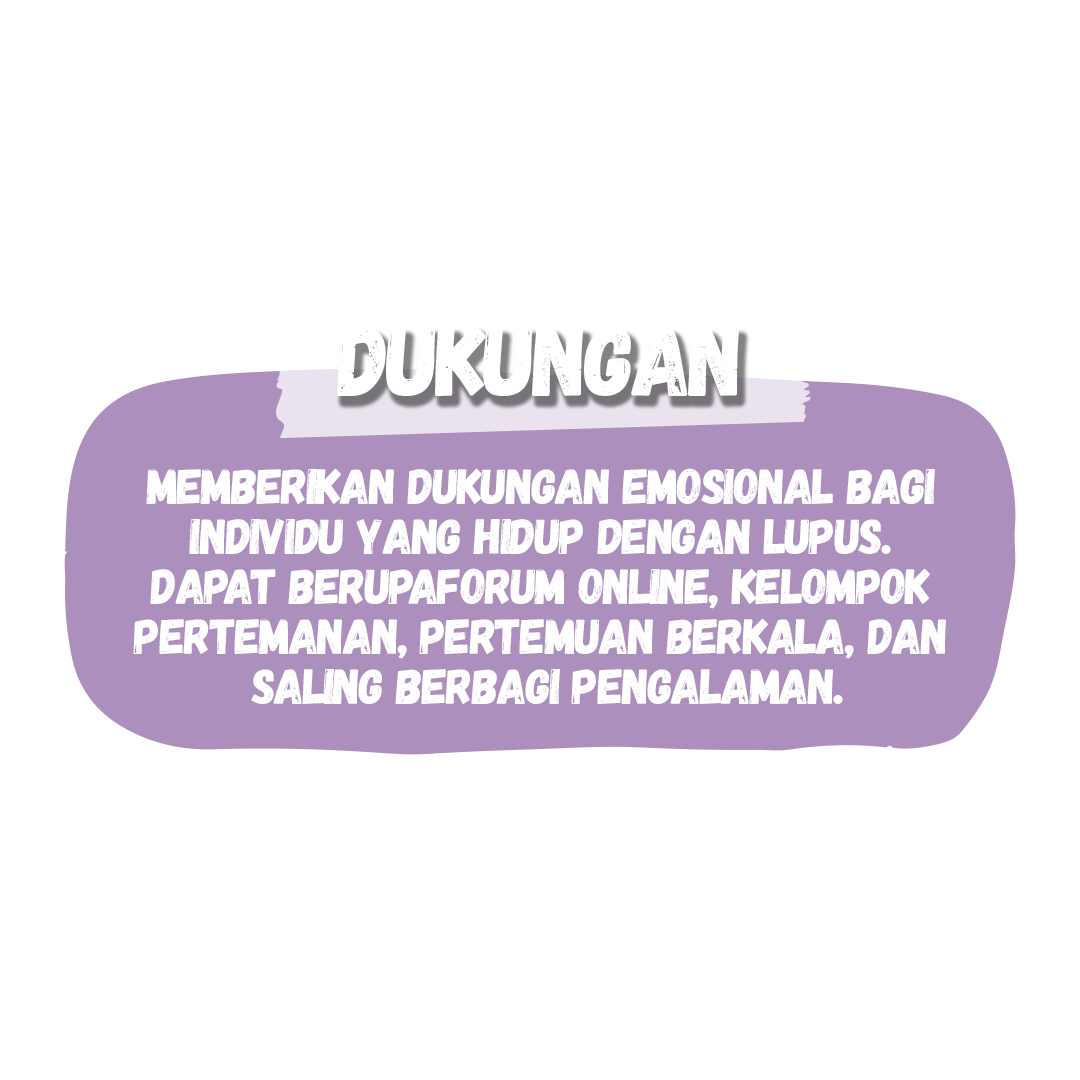 DUKUNGAN
MEMBERIKAN DUKUNGAN EMOSIONAL BAGI
INDIVIDU YANG HIDUP DENGAN LUPUS.
DAPAT BERUPAFORUM ONLINE, KELOMPOK
PERTEMANAN, PERTEMUAN BERKALA, DAN
SALING BERBAGI PENGALAMAN.